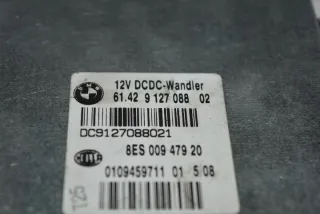 12V DCDC-Wandler
61.42 9 127 088 02
DC9127088021
8ES 009 479 20
0109459711 01 5 08